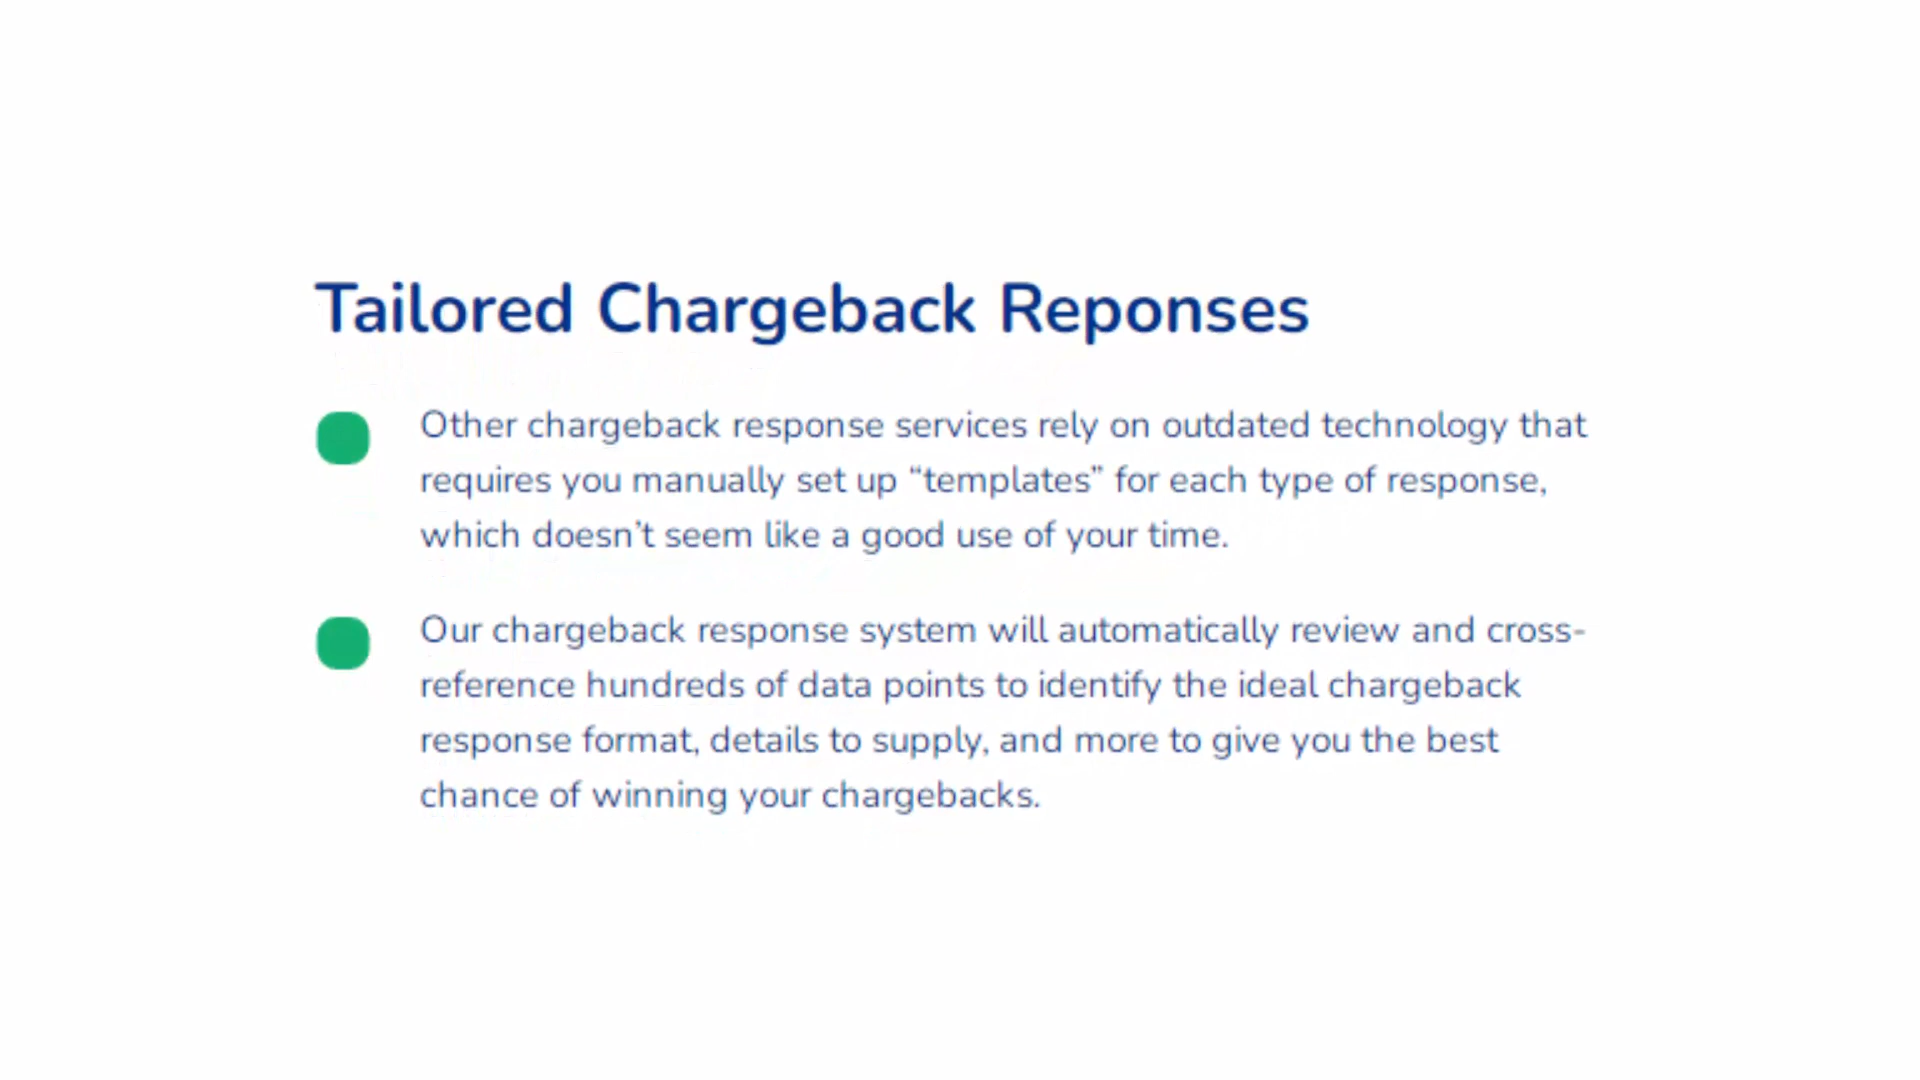 Tailored Chargeback Reponses
Other chargeback response services rely on outdated technology that
requires you manually set up “templates” for each type of response,
which doesn’t seem like a good use of your time.
Our chargeback response system will automatically review and cross-
reference hundreds of data points to identify the ideal chargeback
response format, details to supply, and more to give you the best
chance of winning your chargebacks.